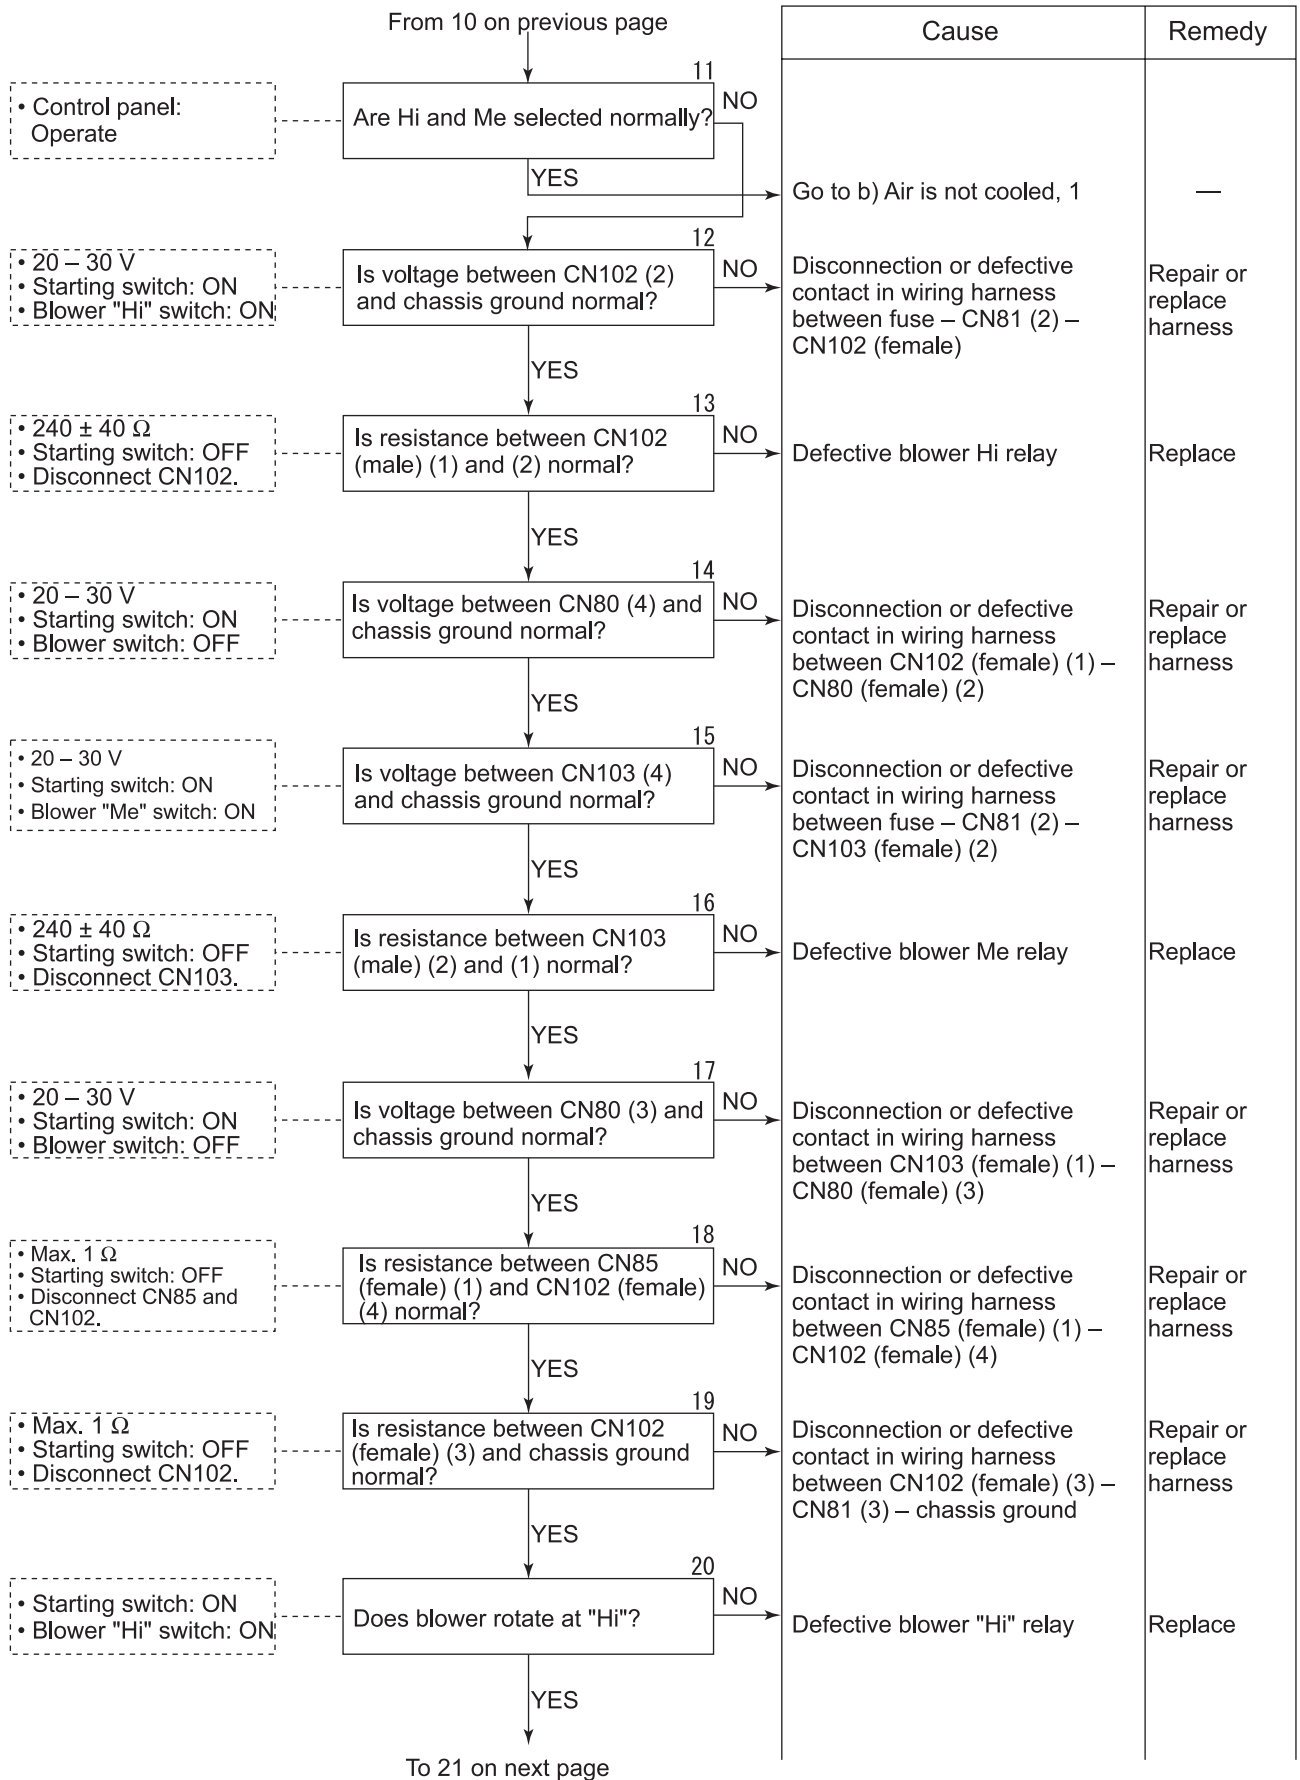 From 10 on previous page
Cause
Remedy
11
• Control panel:
Operate
Are Hi and Me selected normally?
NO
YES
Go to b) Air is not cooled, 1
—
12
• 20 – 30 V
• Starting switch: ON
• Blower "Hi" switch: ON
Is voltage between CN102 (2)
and chassis ground normal?
NO
Disconnection or defective
contact in wiring harness
between fuse – CN81 (2) –
CN102 (female)
Repair or
replace
harness
YES
13
• 240 ± 40 Ω
• Starting switch: OFF
• Disconnect CN102.
Is resistance between CN102
(male) (1) and (2) normal?
NO
Defective blower Hi relay
Replace
YES
14
• 20 – 30 V
• Starting switch: ON
• Blower switch: OFF
Is voltage between CN80 (4) and
chassis ground normal?
NO
Disconnection or defective
contact in wiring harness
between CN102 (female) (1) –
CN80 (female) (2)
Repair or
replace
harness
YES
15
• 20 – 30 V
• Starting switch: ON
• Blower "Me" switch: ON
Is voltage between CN103 (4)
and chassis ground normal?
NO
Disconnection or defective
contact in wiring harness
between fuse – CN81 (2) –
CN103 (female) (2)
Repair or
replace
harness
YES
16
• 240 ± 40 Ω
• Starting switch: OFF
• Disconnect CN103.
Is resistance between CN103
(male) (2) and (1) normal?
NO
Defective blower Me relay
Replace
YES
17
• 20 – 30 V
• Starting switch: ON
• Blower switch: OFF
Is voltage between CN80 (3) and
chassis ground normal?
NO
Disconnection or defective
contact in wiring harness
between CN103 (female) (1) –
CN80 (female) (3)
Repair or
replace
harness
YES
18
• Max. 1 Ω
• Starting switch: OFF
• Disconnect CN85 and
CN102.
Is resistance between CN85
(female) (1) and CN102 (female)
(4) normal?
NO
Disconnection or defective
contact in wiring harness
between CN85 (female) (1) –
CN102 (female) (4)
Repair or
replace
harness
YES
19
• Max. 1 Ω
• Starting switch: OFF
• Disconnect CN102.
Is resistance between CN102
(female) (3) and chassis ground
normal?
NO
Disconnection or defective
contact in wiring harness
between CN102 (female) (3) –
CN81 (3) – chassis ground
Repair or
replace
harness
YES
20
• Starting switch: ON
• Blower "Hi" switch: ON
Does blower rotate at "Hi"?
NO
Defective blower "Hi" relay
Replace
YES
To 21 on next page